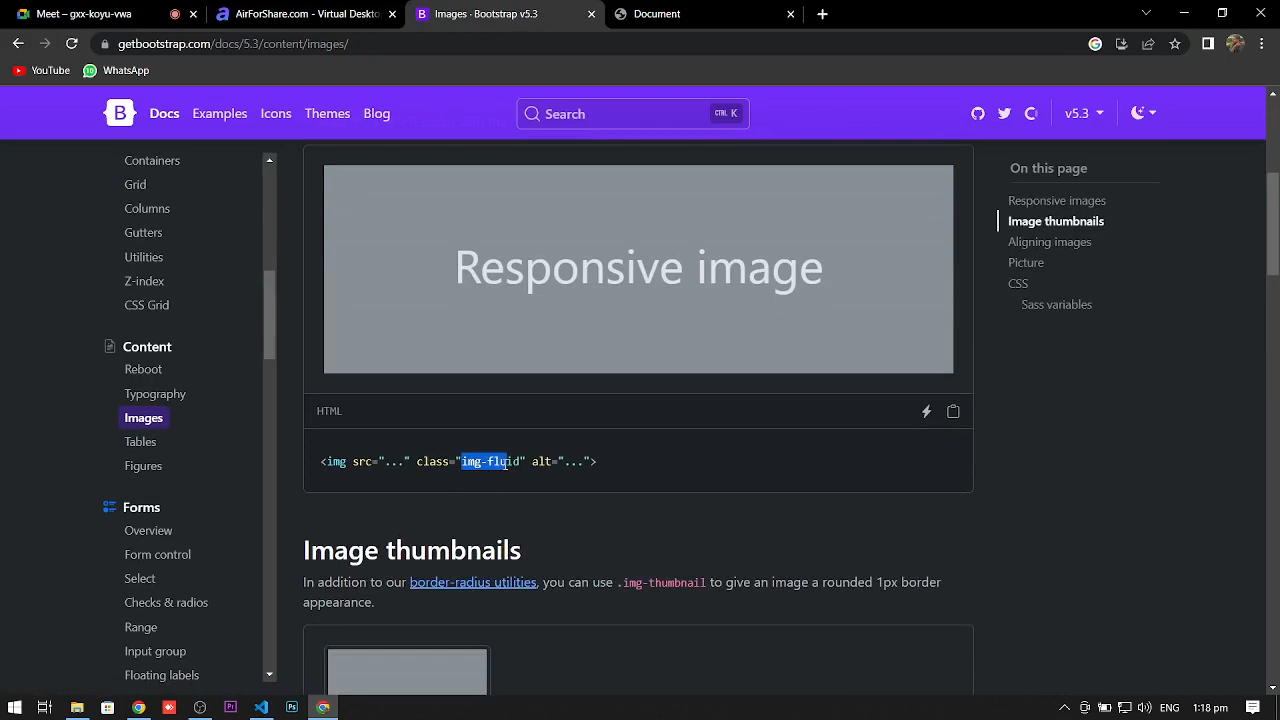 Meet – gxx-koyu-vwa
AirForShare.com - Virtual Deskto
Images · Bootstrap v5.3
Document
getbootstrap.com/docs/5.3/content/images/
YouTube
WhatsApp
B
Docs
Examples
Icons
Themes
Blog
Search
CTRL K
v5.3
Containers
Grid
Columns
Gutters
Utilities
Z-index
CSS Grid
Content
Reboot
Typography
Images
Tables
Figures
Forms
Overview
Form control
Select
Checks & radios
Range
Input group
Floating labels
Responsive image
HTML
<img src="..." class="img-fluid" alt="...">
Image thumbnails
In addition to our border-radius utilities, you can use .img-thumbnail to give an image a rounded 1px border
appearance.
On this page
Responsive images
Image thumbnails
Aligning images
Picture
CSS
Sass variables
ENG
1:18 pm